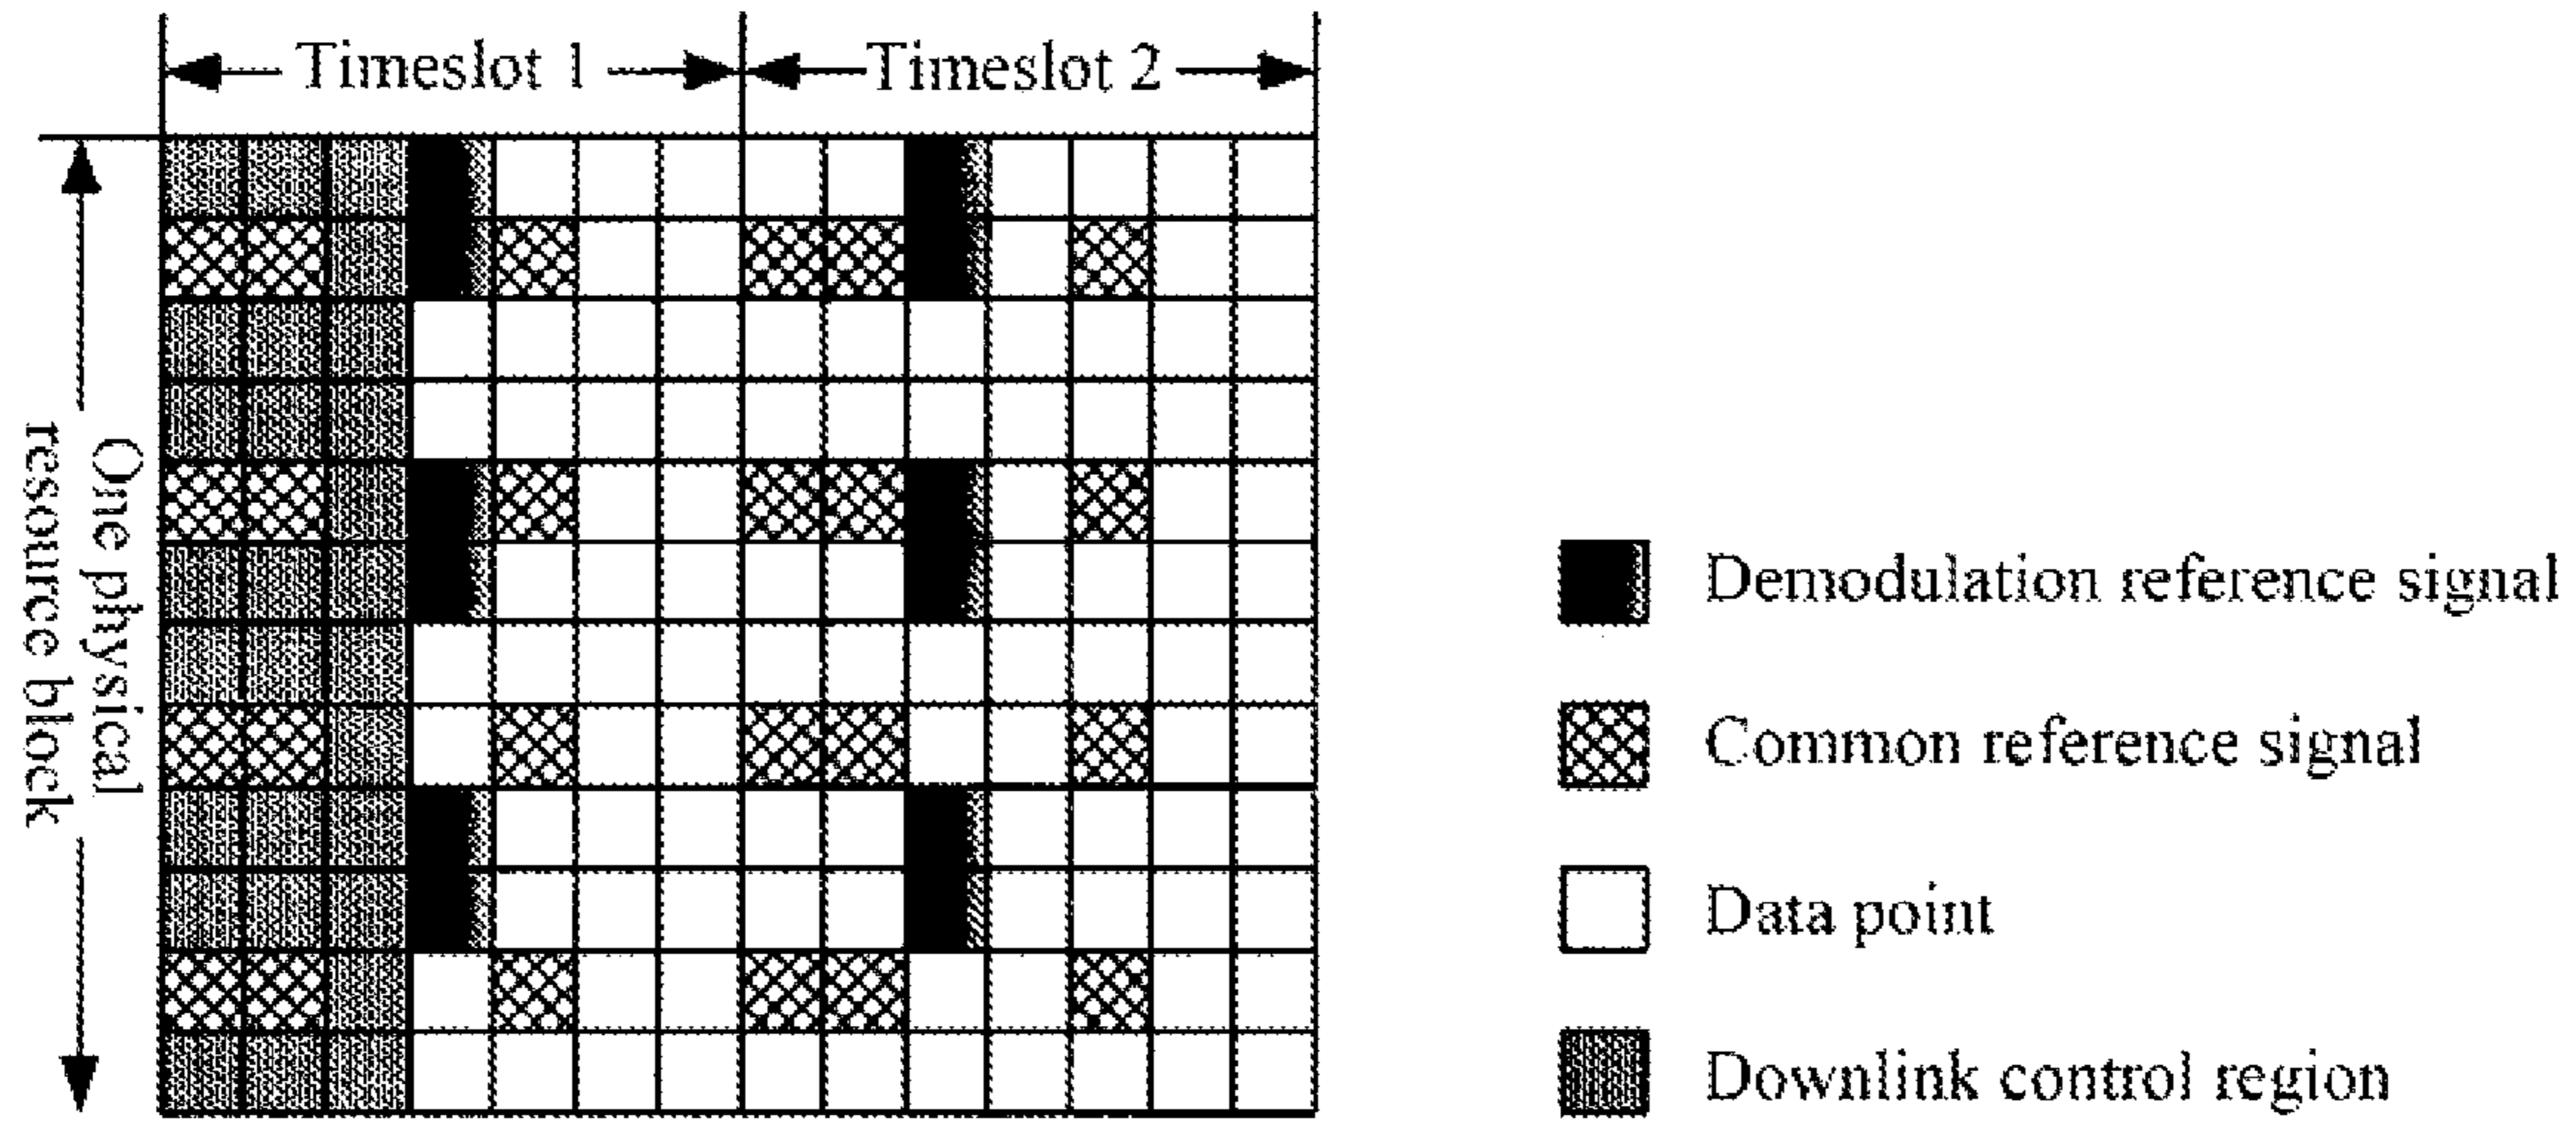 Timeslot 1
Timeslot 2
One physical
resource block
Demodulation reference signal
Common reference signal
Data point
Downlink control region